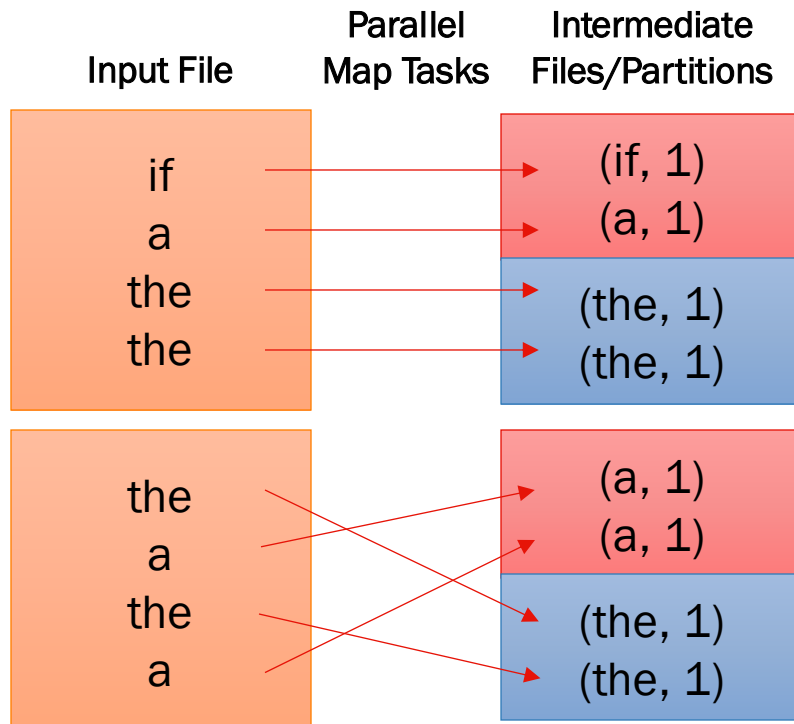 Input File
Parallel
Map Tasks
Intermediate
Files/Partitions
if
a
the
the
(if, 1)
(a, 1)
(the, 1)
(the, 1)
the
a
the
a
(a, 1)
(a, 1)
(the, 1)
(the, 1)